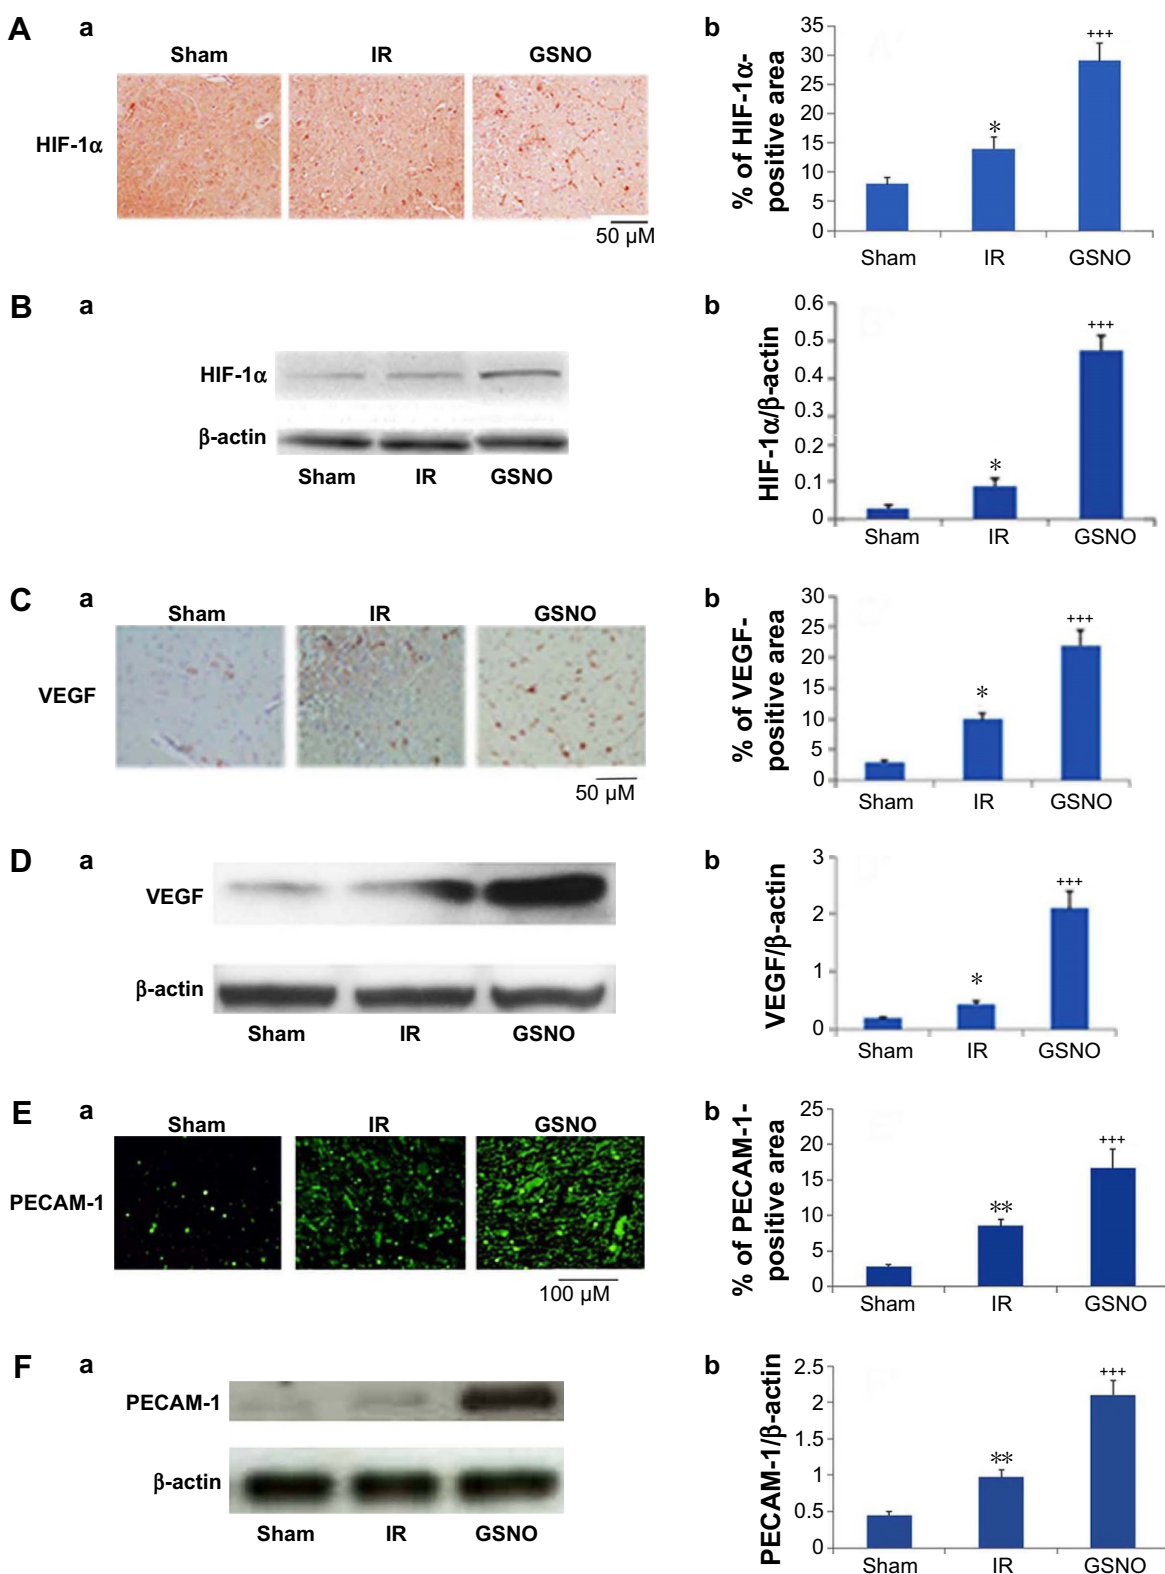 A a
Sham IR GSNO
HIF-1α
50 µM
b
% of HIF-1α-
positive area
35
30
25
20
15
10
5
0
*
+++
Sham IR GSNO
B a
HIF-1α
β-actin
Sham IR GSNO
b
HIF-1α/β-actin
0.6
0.5
0.4
0.3
0.2
0.1
0
*
+++
Sham IR GSNO
C a
Sham IR GSNO
VEGF
50 µM
b
% of VEGF-
positive area
30
25
20
15
10
5
0
*
+++
Sham IR GSNO
D a
VEGF
β-actin
Sham IR GSNO
b
VEGF/β-actin
3
2
1
0
*
+++
Sham IR GSNO
E a
Sham IR GSNO
PECAM-1
100 µM
b
% of PECAM-1-
positive area
25
20
15
10
5
0
**
+++
Sham IR GSNO
F a
PECAM-1
β-actin
Sham IR GSNO
b
PECAM-1/β-actin
2.5
2
1.5
1
0.5
0
**
+++
Sham IR GSNO